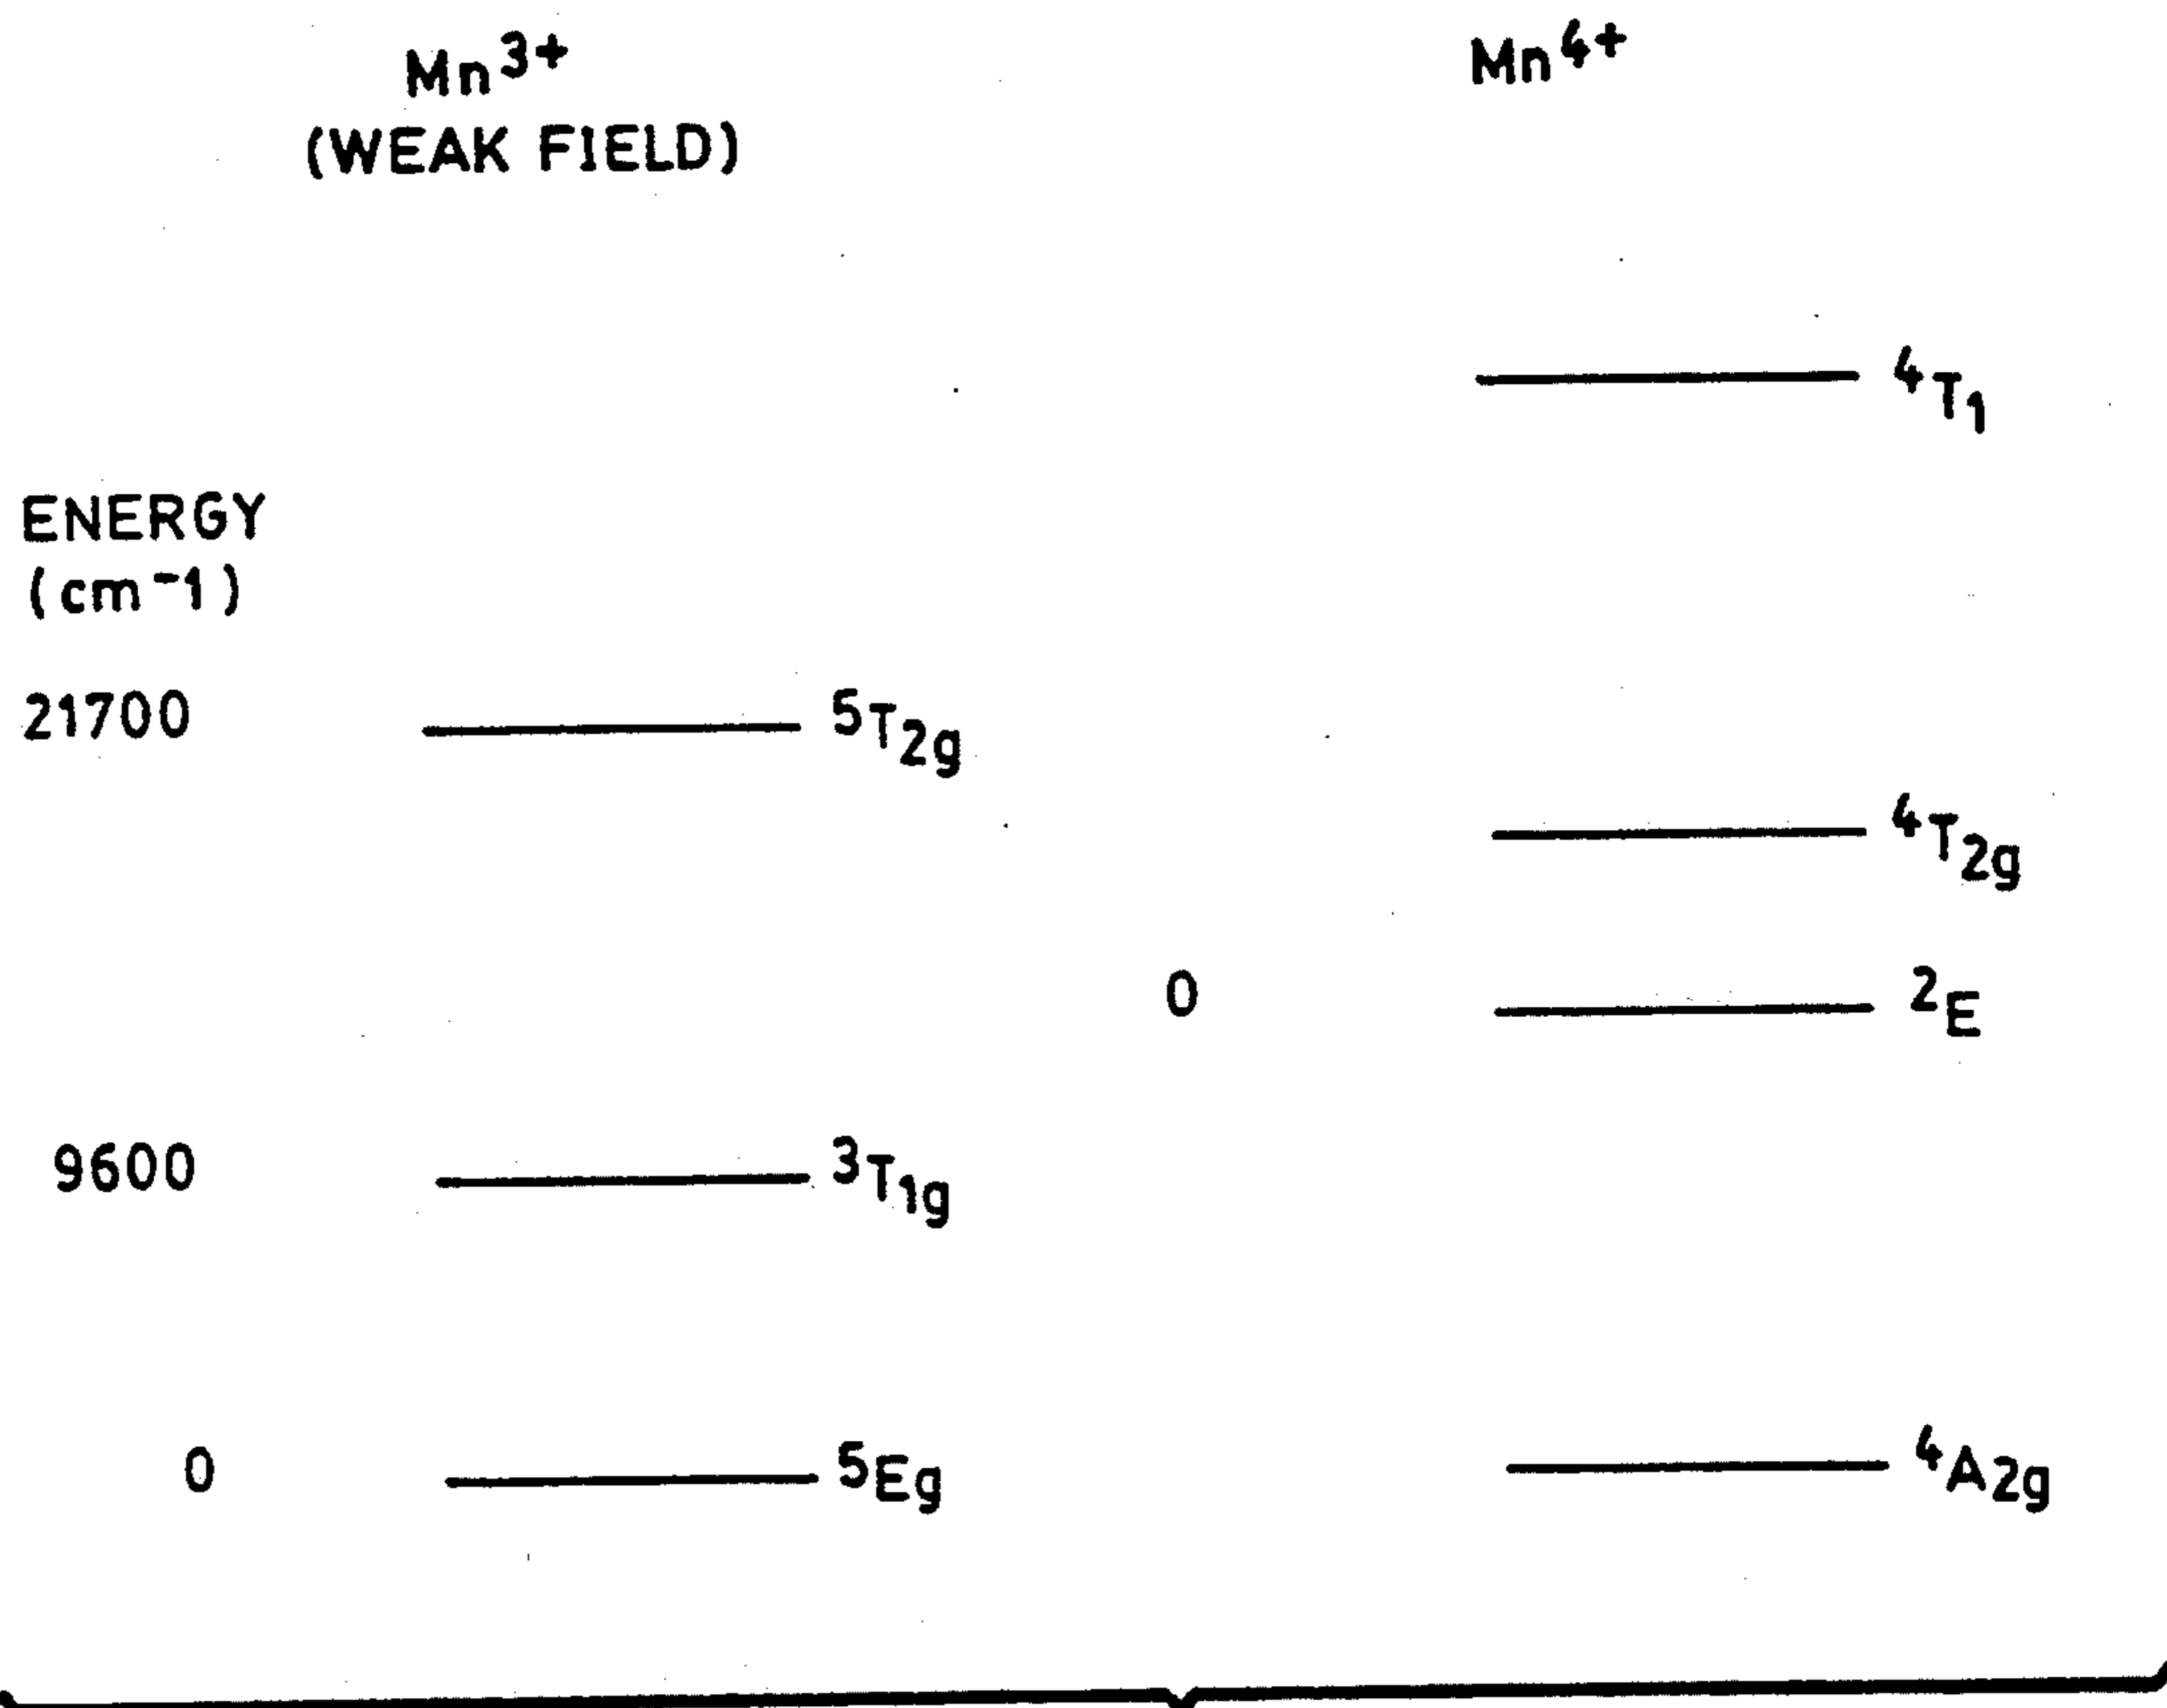 Mn³⁺
(WEAK FIELD)
Mn⁴⁺
⁴T₁
ENERGY
(cm⁻¹)
21700
⁵T₂g
⁴T₂g
0
²E
9600
³T₁g
0
⁵Eg
⁴A₂g